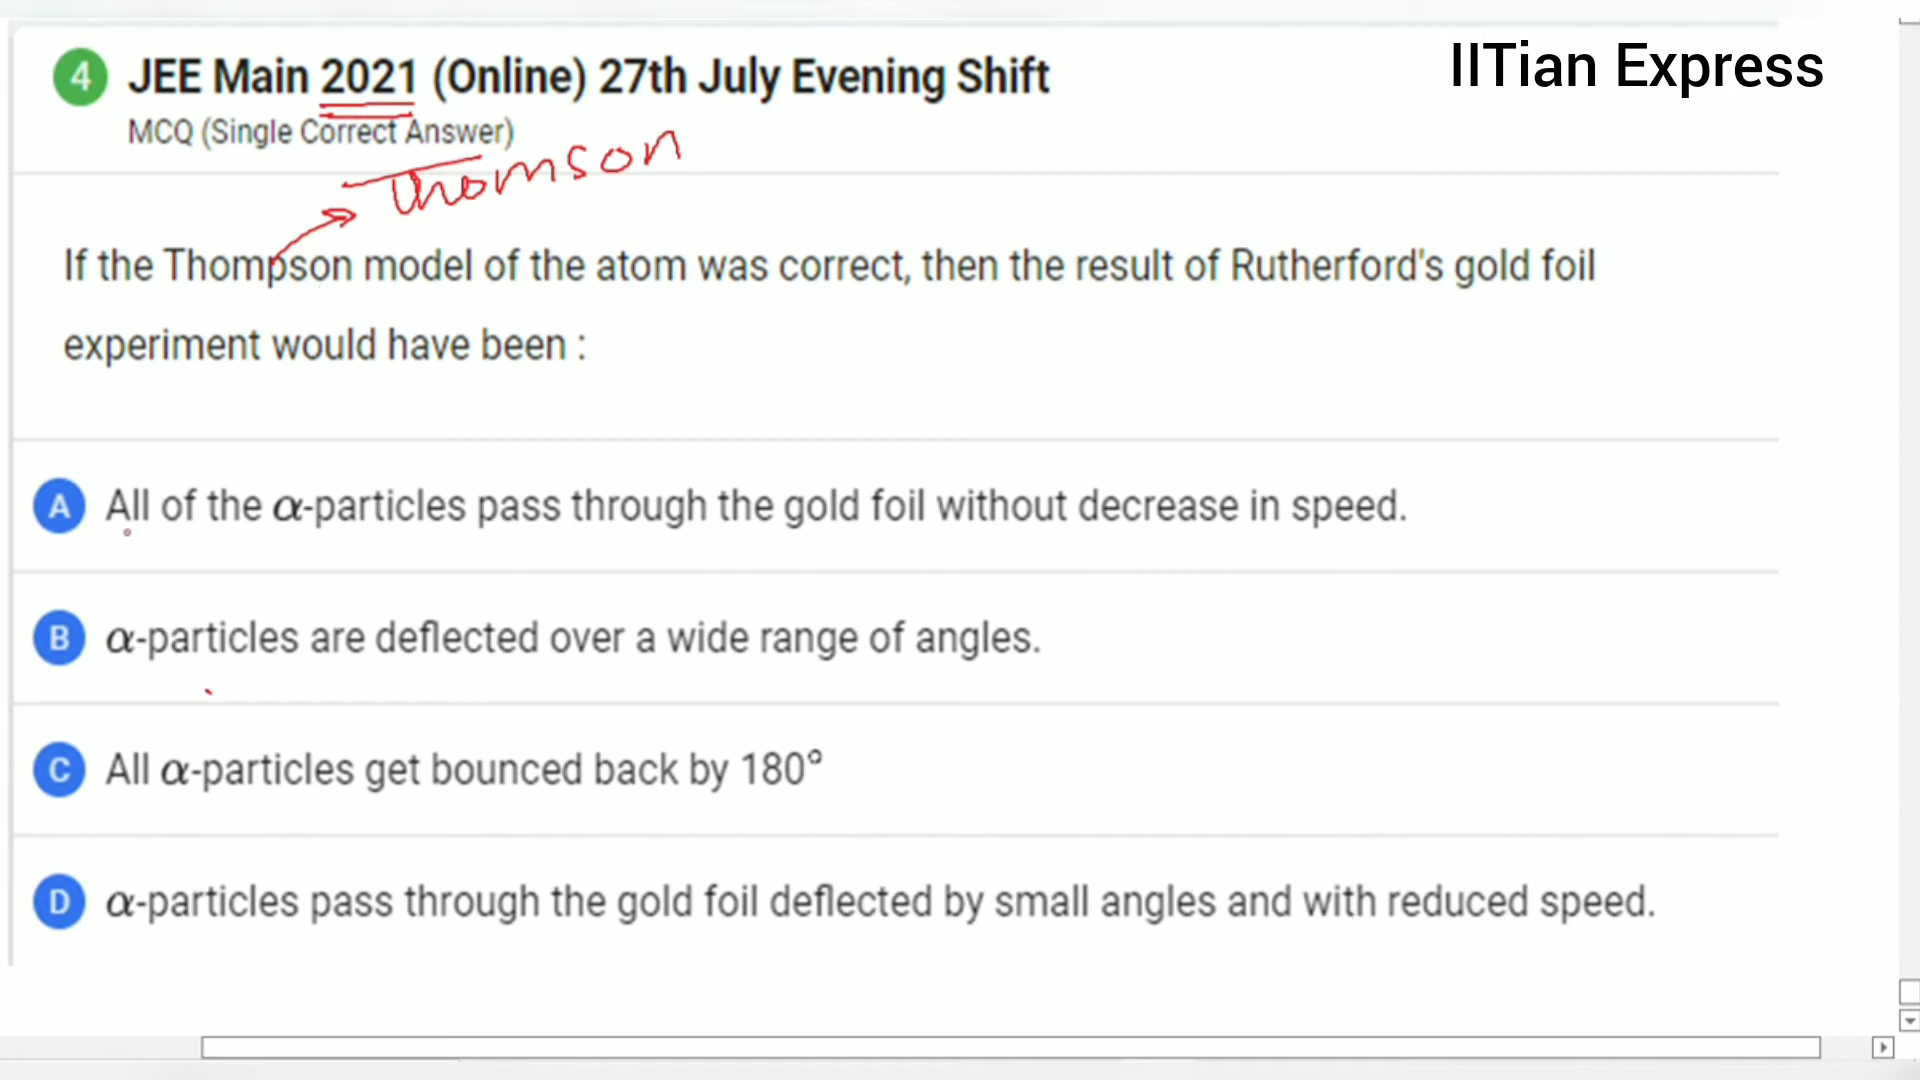 4 JEE Main 2021 (Online) 27th July Evening Shift
IITian Express
MCQ (Single Correct Answer)
Thomson
If the Thompson model of the atom was correct, then the result of Rutherford's gold foil
experiment would have been :
A All of the α-particles pass through the gold foil without decrease in speed.
B α-particles are deflected over a wide range of angles.
C All α-particles get bounced back by 180°
D α-particles pass through the gold foil deflected by small angles and with reduced speed.